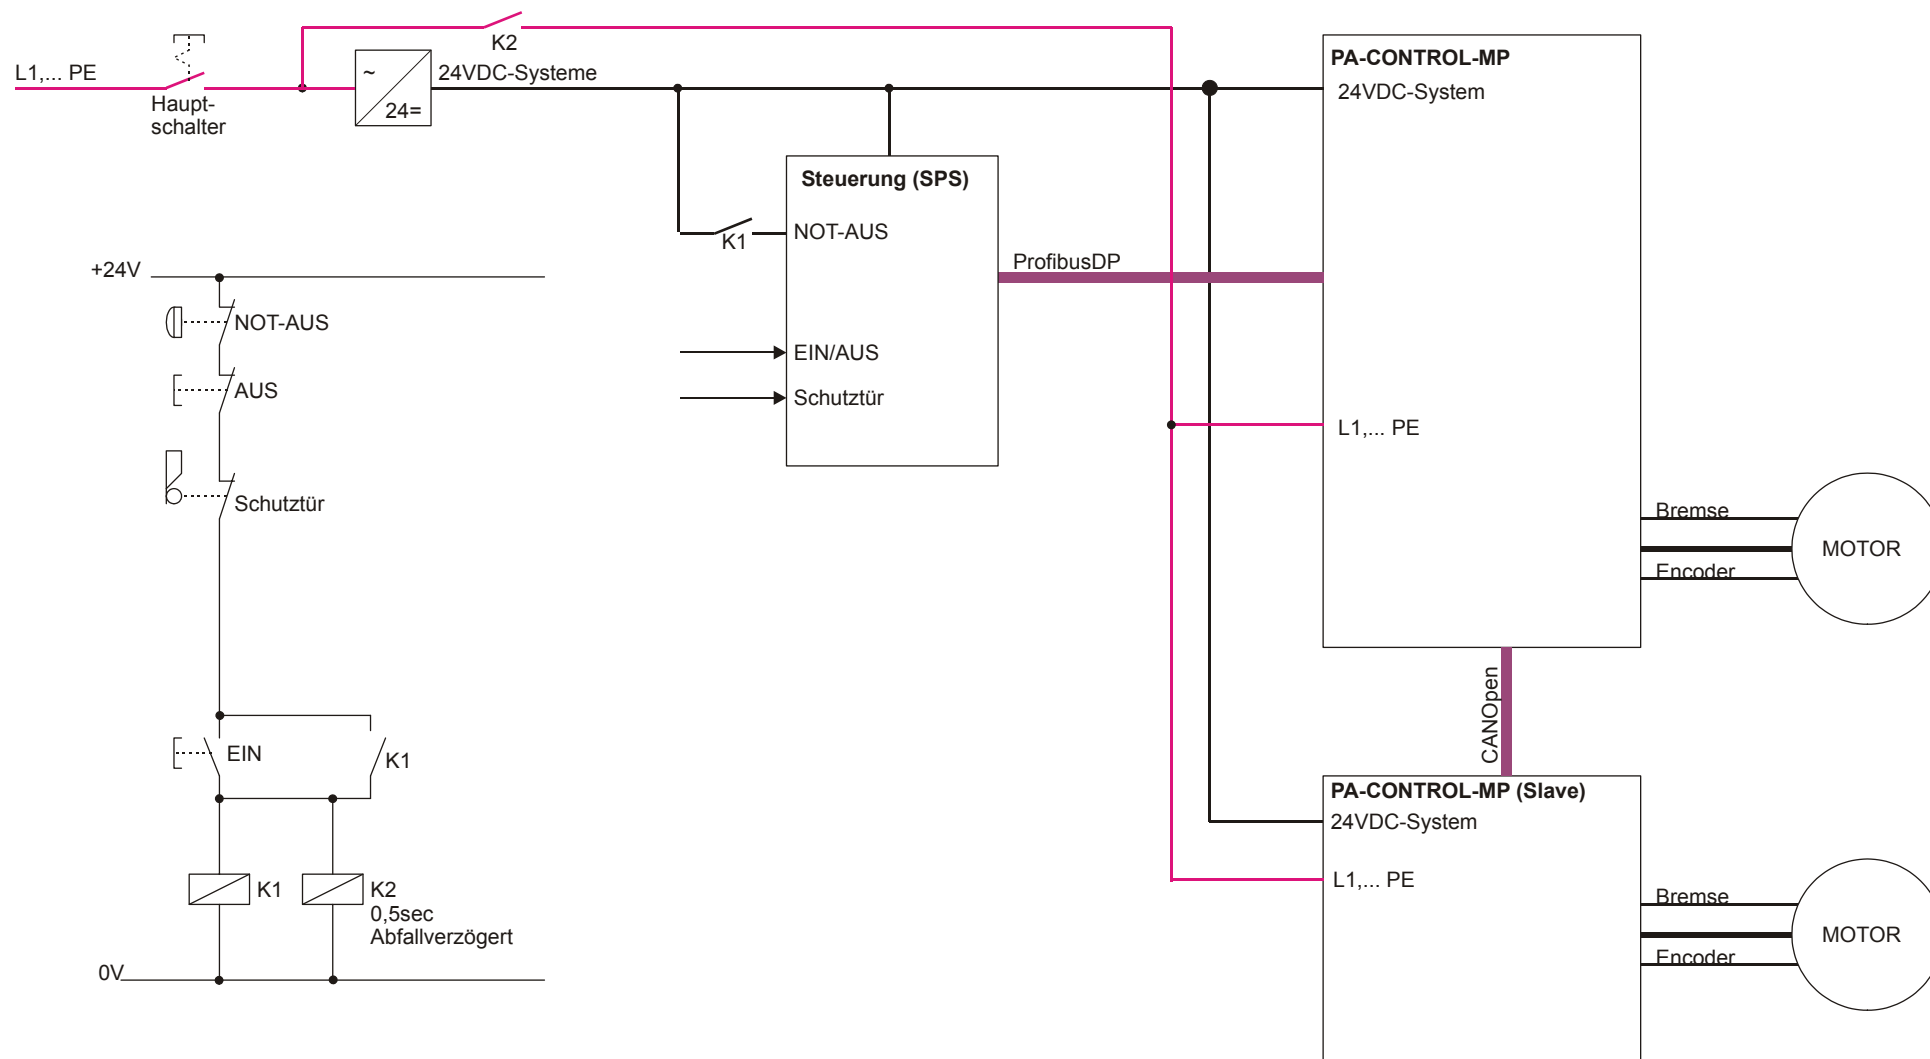 K2
L1,... PE
Haupt-
schalter
~
24=
24VDC-Systeme
PA-CONTROL-MP
24VDC-System
L1,... PE
Steuerung (SPS)
NOT-AUS
K1
EIN/AUS
Schutztür
ProfibusDP
+24V
NOT-AUS
AUS
Schutztür
EIN
K1
K1
K2
0,5sec
Abfallverzögert
0V
Bremse
MOTOR
Encoder
CANOpen
PA-CONTROL-MP (Slave)
24VDC-System
L1,... PE
Bremse
MOTOR
Encoder